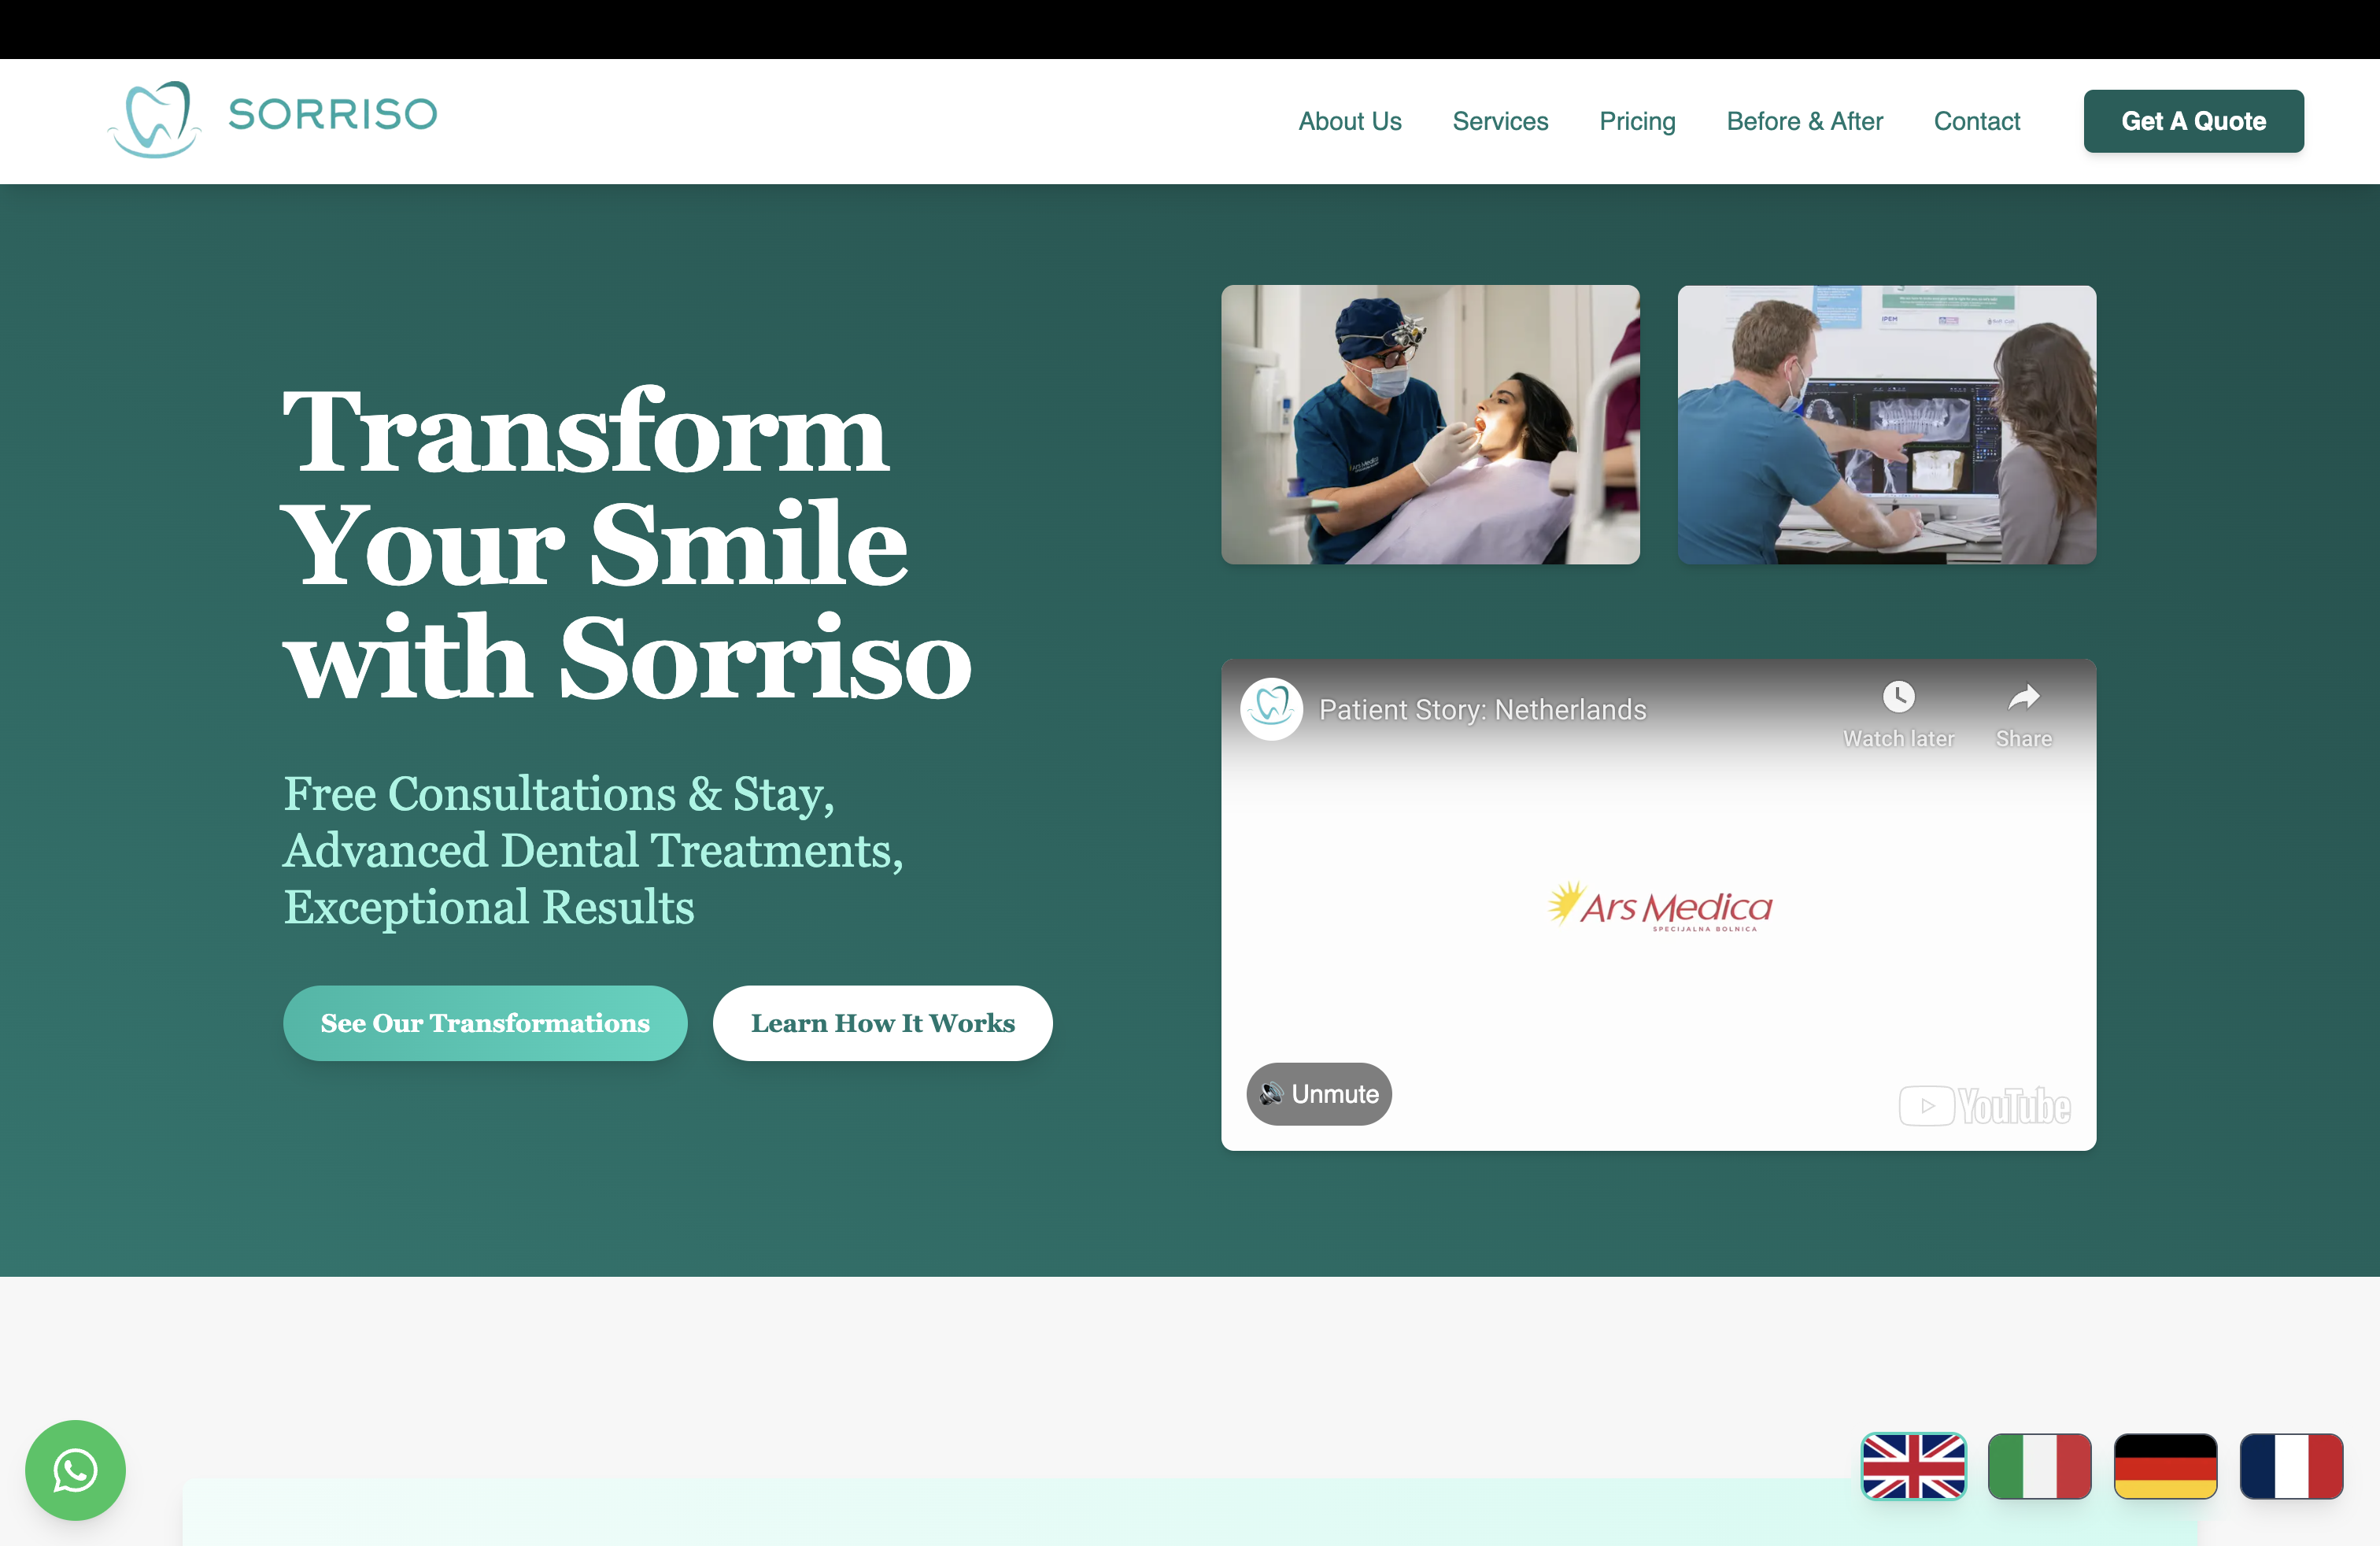 SORRISO
About Us
Services
Pricing
Before & After
Contact
Get A Quote
Transform
Your Smile
with Sorriso
Free Consultations & Stay,
Advanced Dental Treatments,
Exceptional Results
See Our Transformations
Learn How It Works
IPEM
Patient Story: Netherlands
Watch later
Share
Ars Medica
SPECIJALNA BOLNICA
Unmute
YouTube